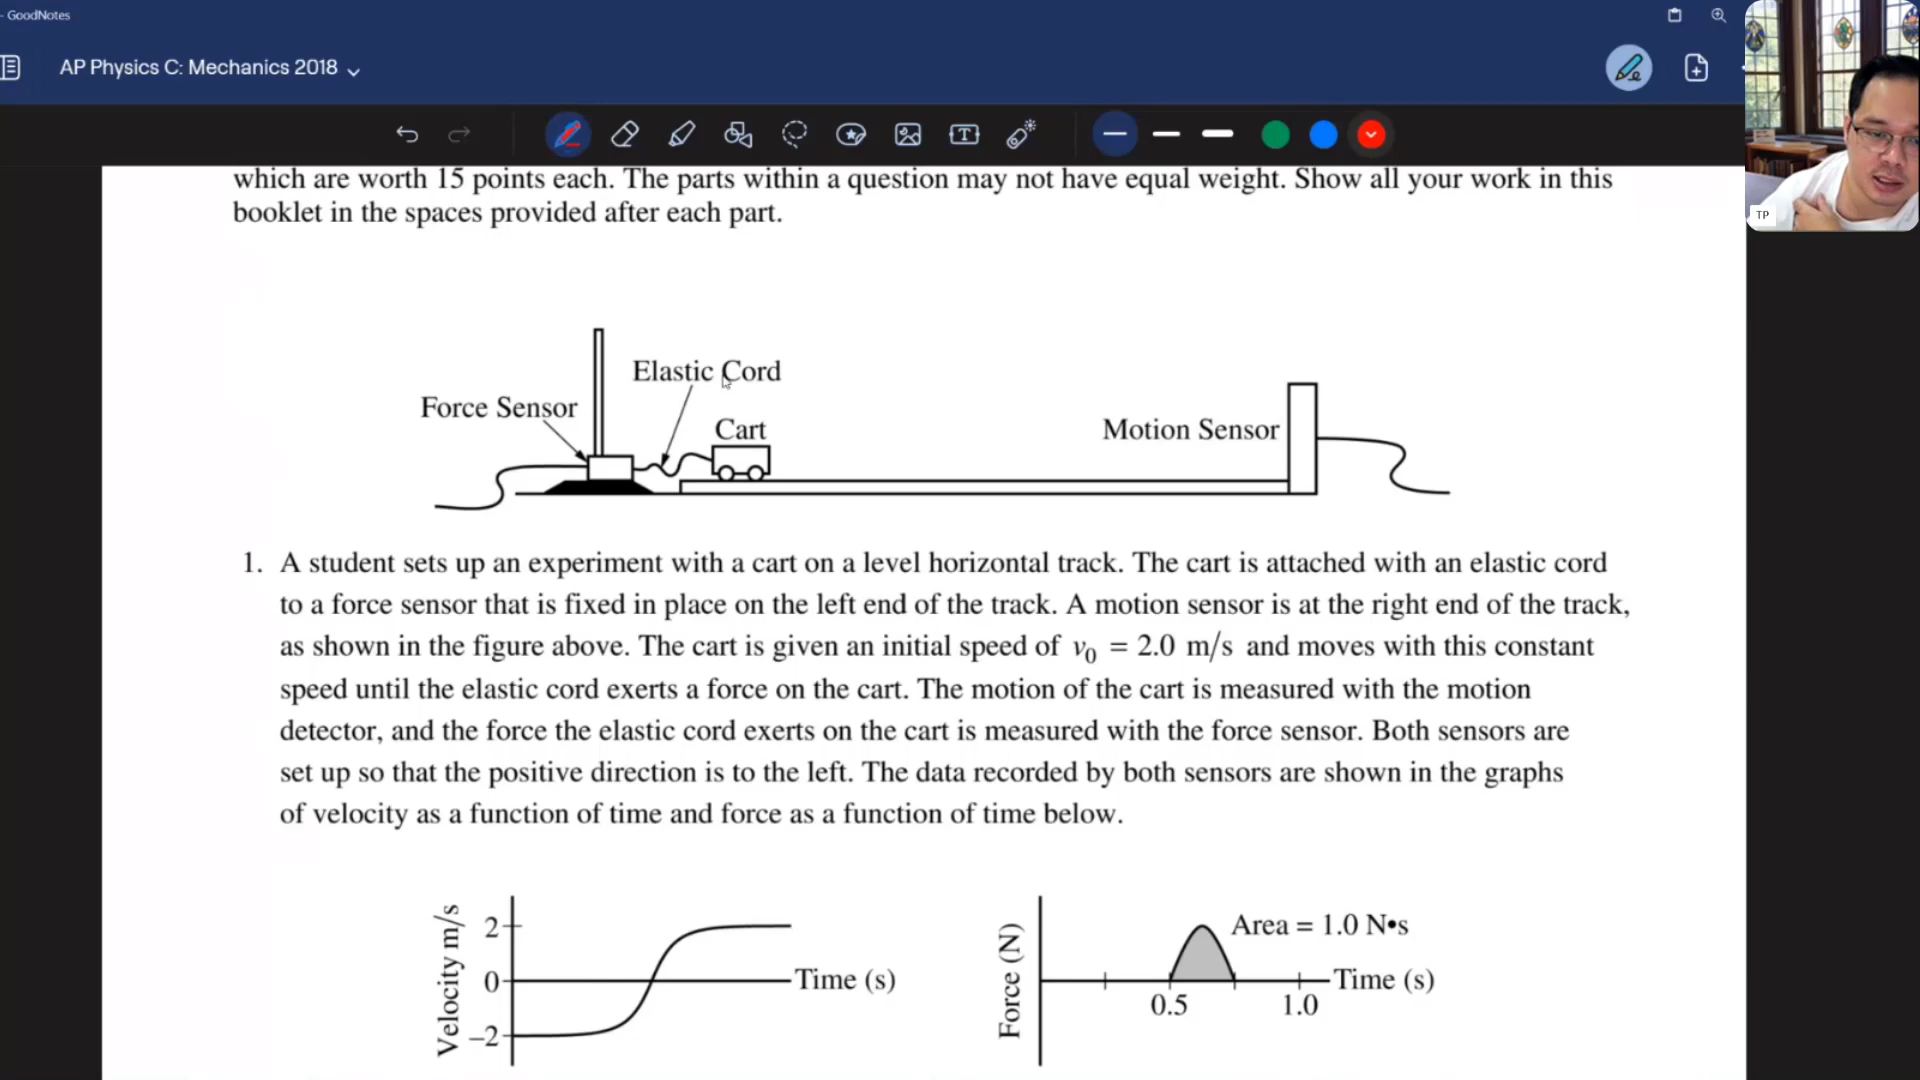 - GoodNotes
AP Physics C: Mechanics 2018
TP
which are worth 15 points each. The parts within a question may not have equal weight. Show all your work in this
booklet in the spaces provided after each part.
Elastic Cord
Force Sensor
Cart
Motion Sensor
1. A student sets up an experiment with a cart on a level horizontal track. The cart is attached with an elastic cord
to a force sensor that is fixed in place on the left end of the track. A motion sensor is at the right end of the track,
as shown in the figure above. The cart is given an initial speed of v₀ = 2.0 m/s and moves with this constant
speed until the elastic cord exerts a force on the cart. The motion of the cart is measured with the motion
detector, and the force the elastic cord exerts on the cart is measured with the force sensor. Both sensors are
set up so that the positive direction is to the left. The data recorded by both sensors are shown in the graphs
of velocity as a function of time and force as a function of time below.
Velocity m/s
2
0
–2
Time (s)
Force (N)
Area = 1.0 N•s
Time (s)
0.5
1.0